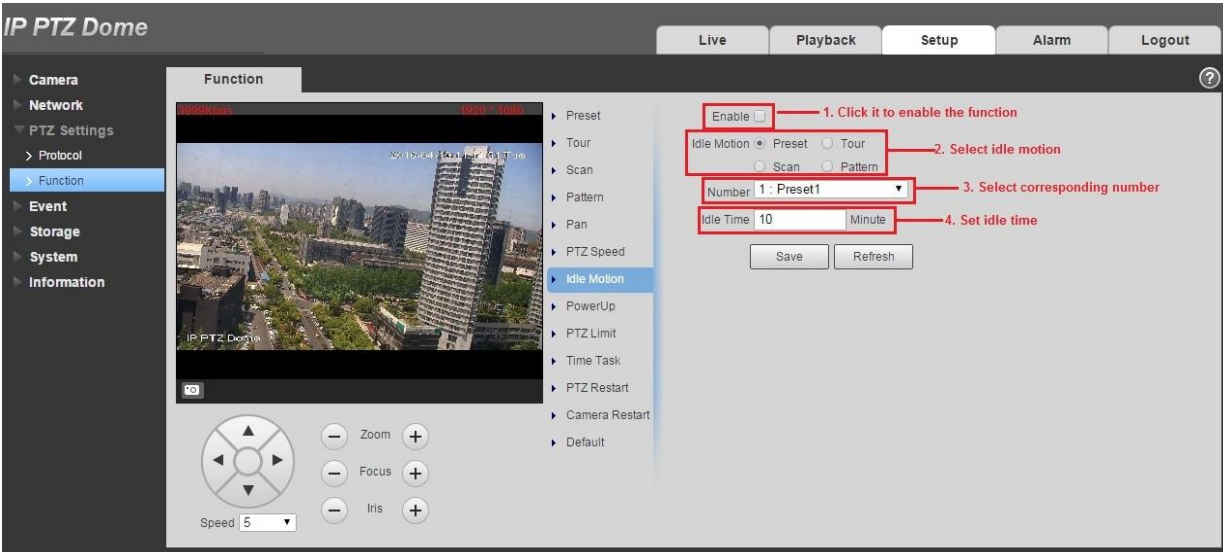 IP PTZ Dome
Live Playback Setup Alarm Logout
Camera
Network
PTZ Settings
Protocol
Function
Event
Storage
System
Information
Function
?
3999Kbps 1920 * 1080
IP PTZ Dome
Zoom
Focus
Iris
Speed 5
Preset
Tour
Scan
Pattern
Pan
PTZ Speed
Idle Motion
PowerUp
PTZ Limit
Time Task
PTZ Restart
Camera Restart
Default
Enable 1. Click it to enable the function
Idle Motion Preset Tour
Scan Pattern
2. Select idle motion
Number 1 : Preset1 3. Select corresponding number
Idle Time 10 Minute 4. Set idle time
Save Refresh